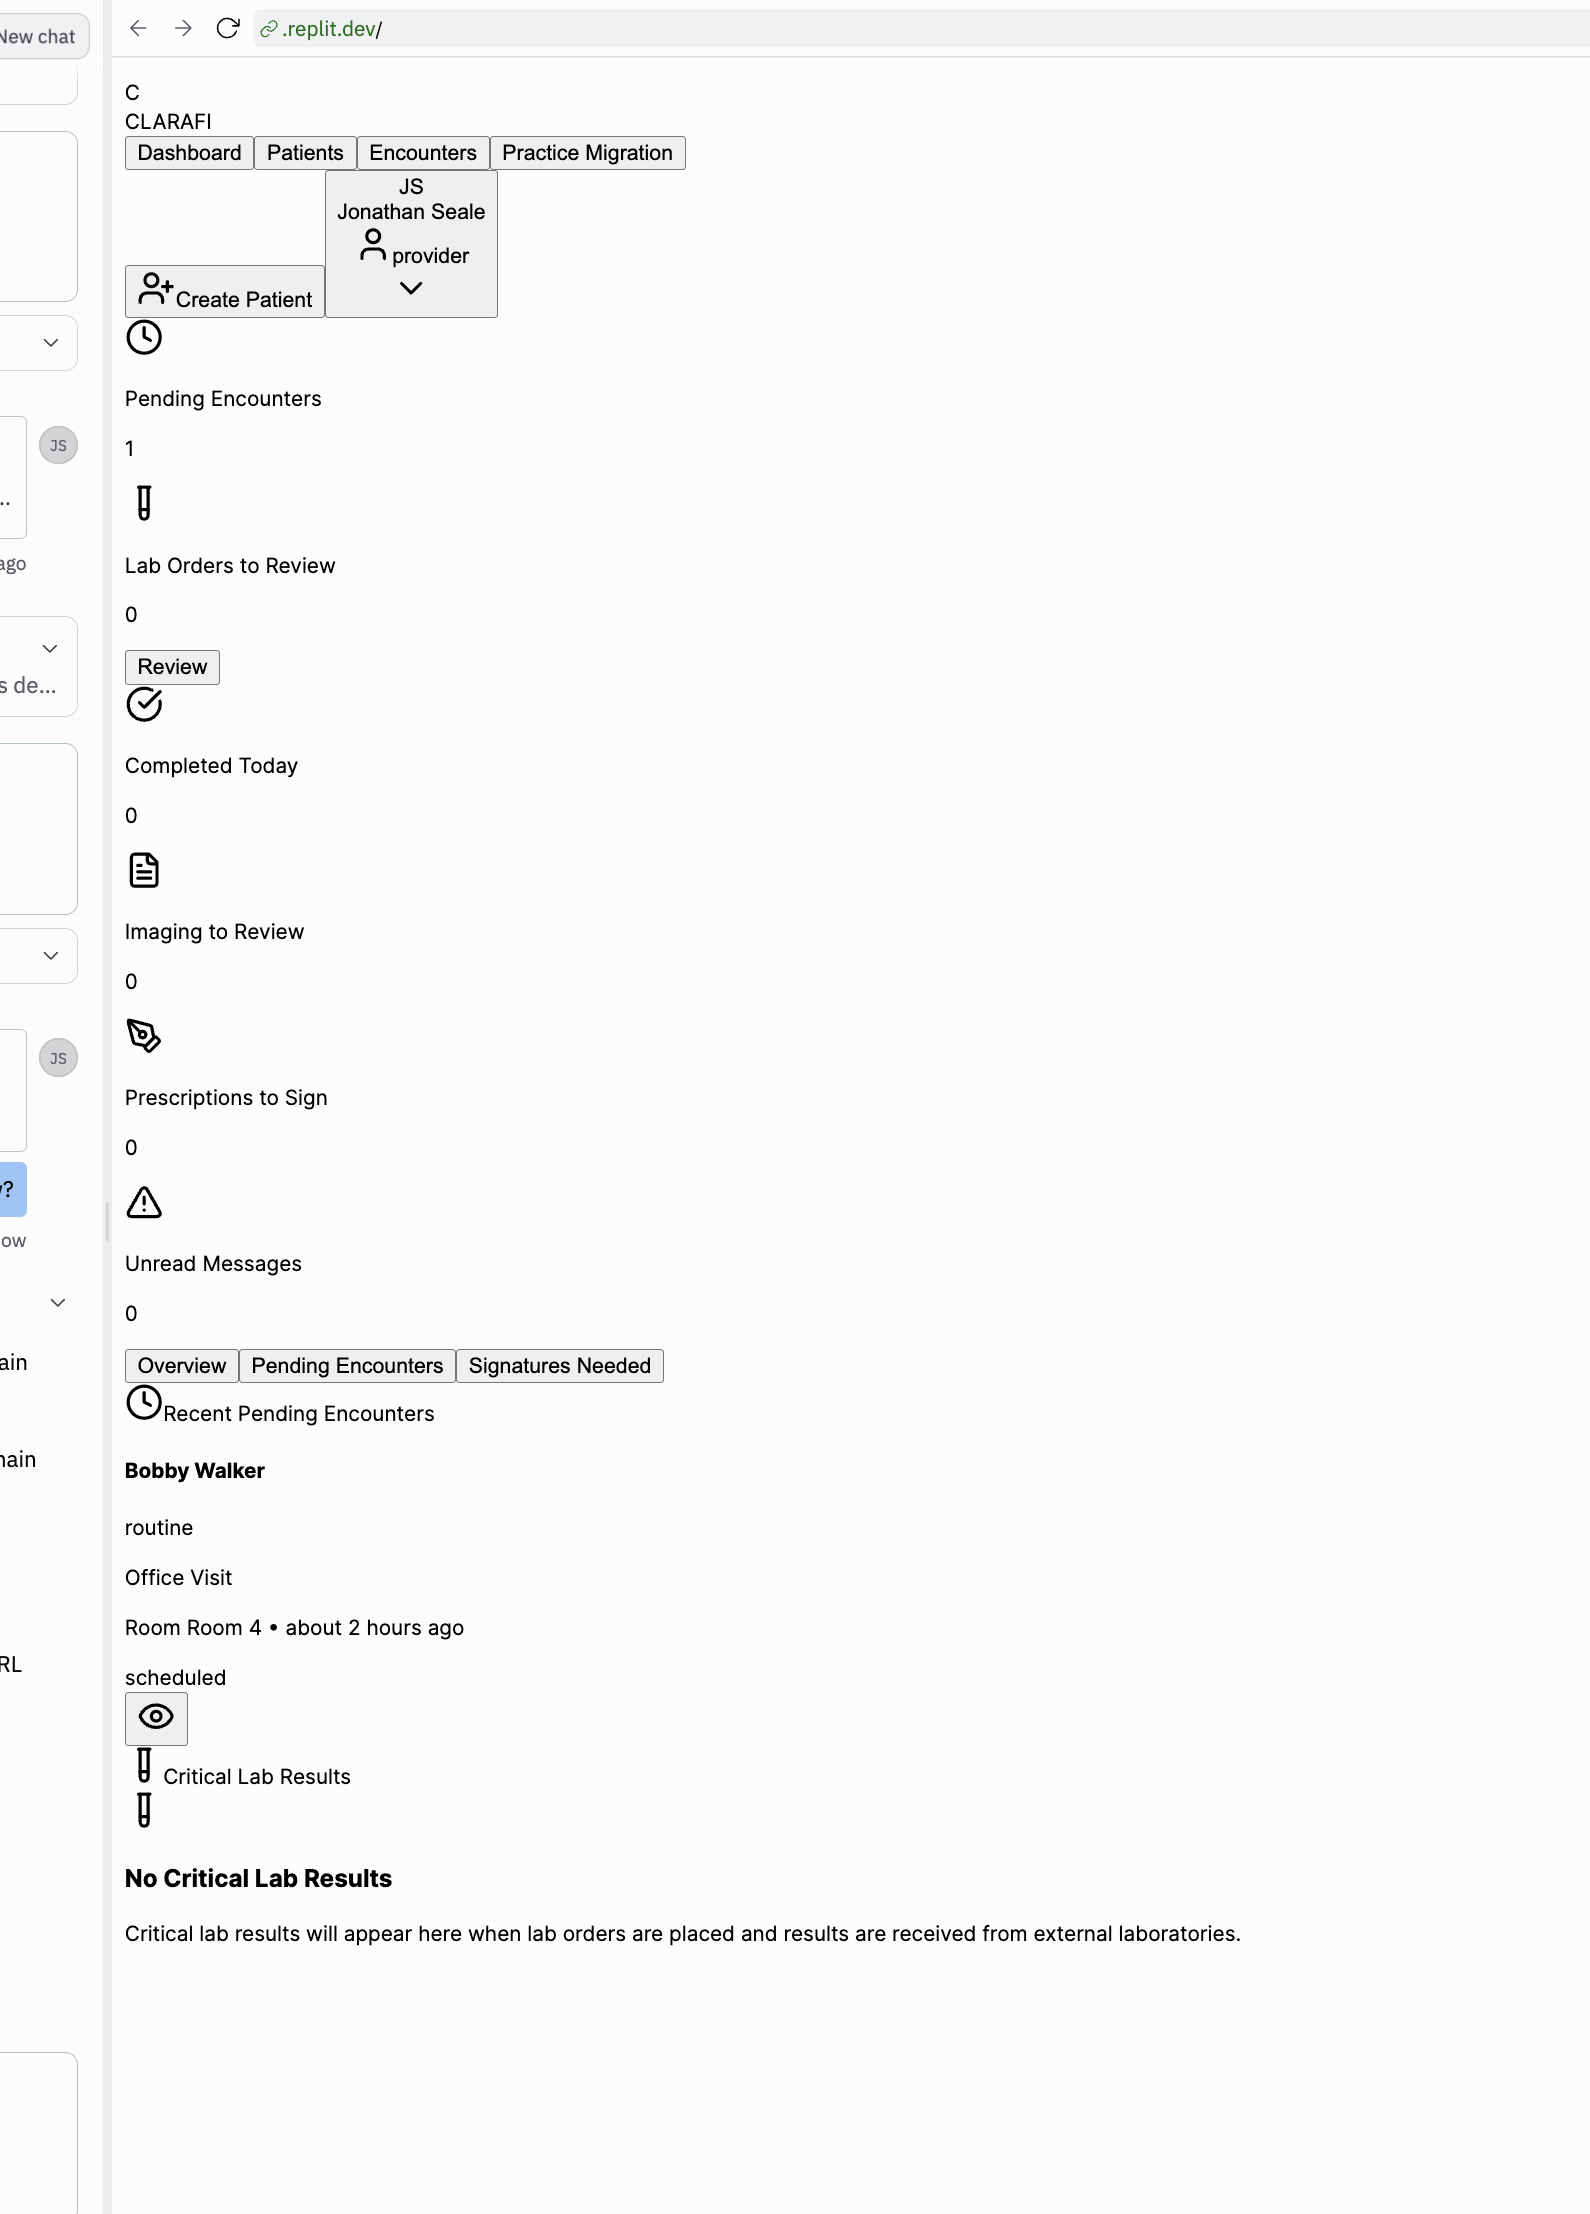 New chat
.replit.dev/
C
CLARAFI
Dashboard Patients Encounters Practice Migration
JS
Jonathan Seale
provider
Create Patient
Pending Encounters
1
JS
..
Lab Orders to Review
ago
0
Review
s de...
Completed Today
0
Imaging to Review
0
JS
Prescriptions to Sign
0
?
ow
Unread Messages
0
Overview Pending Encounters Signatures Needed
ain
Recent Pending Encounters
Bobby Walker
routine
Office Visit
Room Room 4 • about 2 hours ago
RL
scheduled
Critical Lab Results
No Critical Lab Results
Critical lab results will appear here when lab orders are placed and results are received from external laboratories.